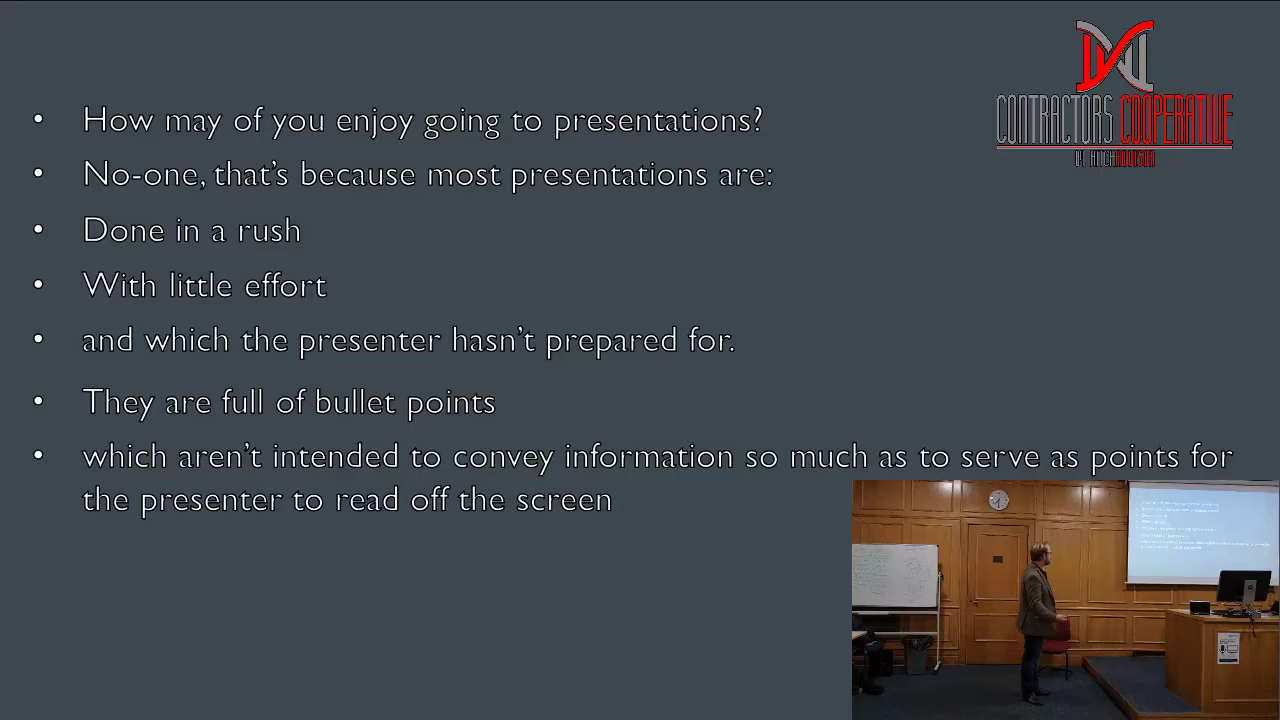 CONTRACTORS COOPERATIVE
• How may of you enjoy going to presentations?
• No-one, that's because most presentations are:
• Done in a rush
• With little effort
• and which the presenter hasn't prepared for.
• They are full of bullet points
• which aren't intended to convey information so much as to serve as points for
the presenter to read off the screen